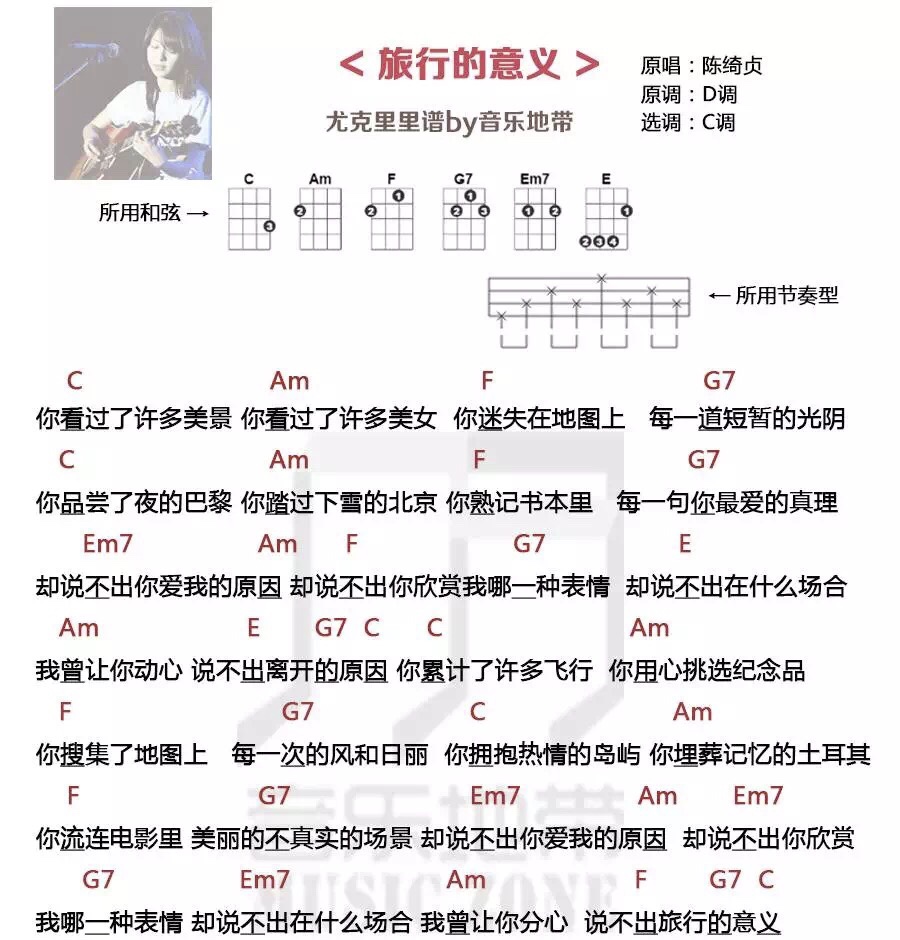 < 旅行的意义 >
原唱：陈绮贞
原调：D调
选调：C调
尤克里里谱by音乐地带
所用和弦 →
C Am F G7 Em7 E
1 1 1
2 2 2 3 1 2 1
3
2 3 4
← 所用节奏型
C Am F G7
你看过了许多美景 你看过了许多美女 你迷失在地图上 每一道短暂的光阴
C Am F G7
你品尝了夜的巴黎 你踏过下雪的北京 你熟记书本里 每一句你最爱的真理
Em7 Am F G7 E
却说不出你爱我的原因 却说不出你欣赏我哪一种表情 却说不出在什么场合
Am E G7 C C Am
我曾让你动心 说不出离开的原因 你累计了许多飞行 你用心挑选纪念品
F G7 C Am
你搜集了地图上 每一次的风和日丽 你拥抱热情的岛屿 你埋葬记忆的土耳其
F G7 Em7 Am Em7
你流连电影里 美丽的不真实的场景 却说不出你爱我的原因 却说不出你欣赏
G7 Em7 Am F G7 C
我哪一种表情 却说不出在什么场合 我曾让你分心 说不出旅行的意义
音乐地带
MUSIC ZONE